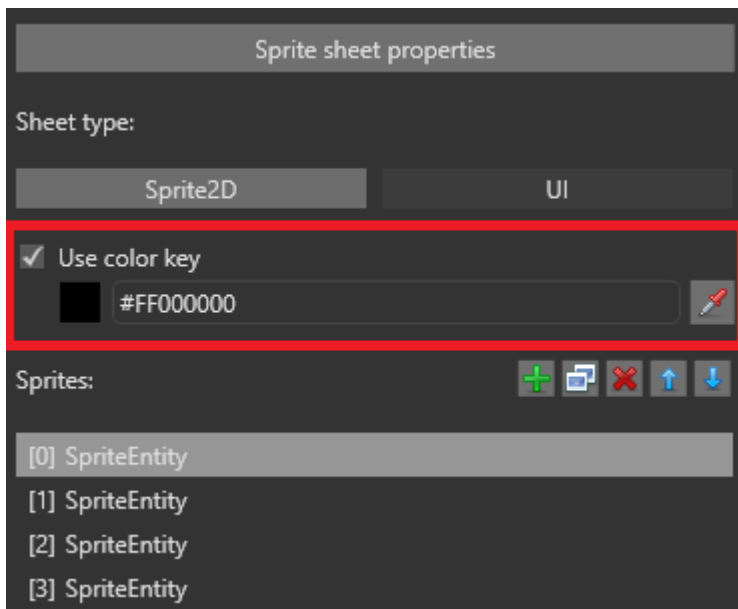 Sprite sheet properties
Sheet type:
Sprite2D UI
Use color key
#FF000000
Sprites:
[0] SpriteEntity
[1] SpriteEntity
[2] SpriteEntity
[3] SpriteEntity